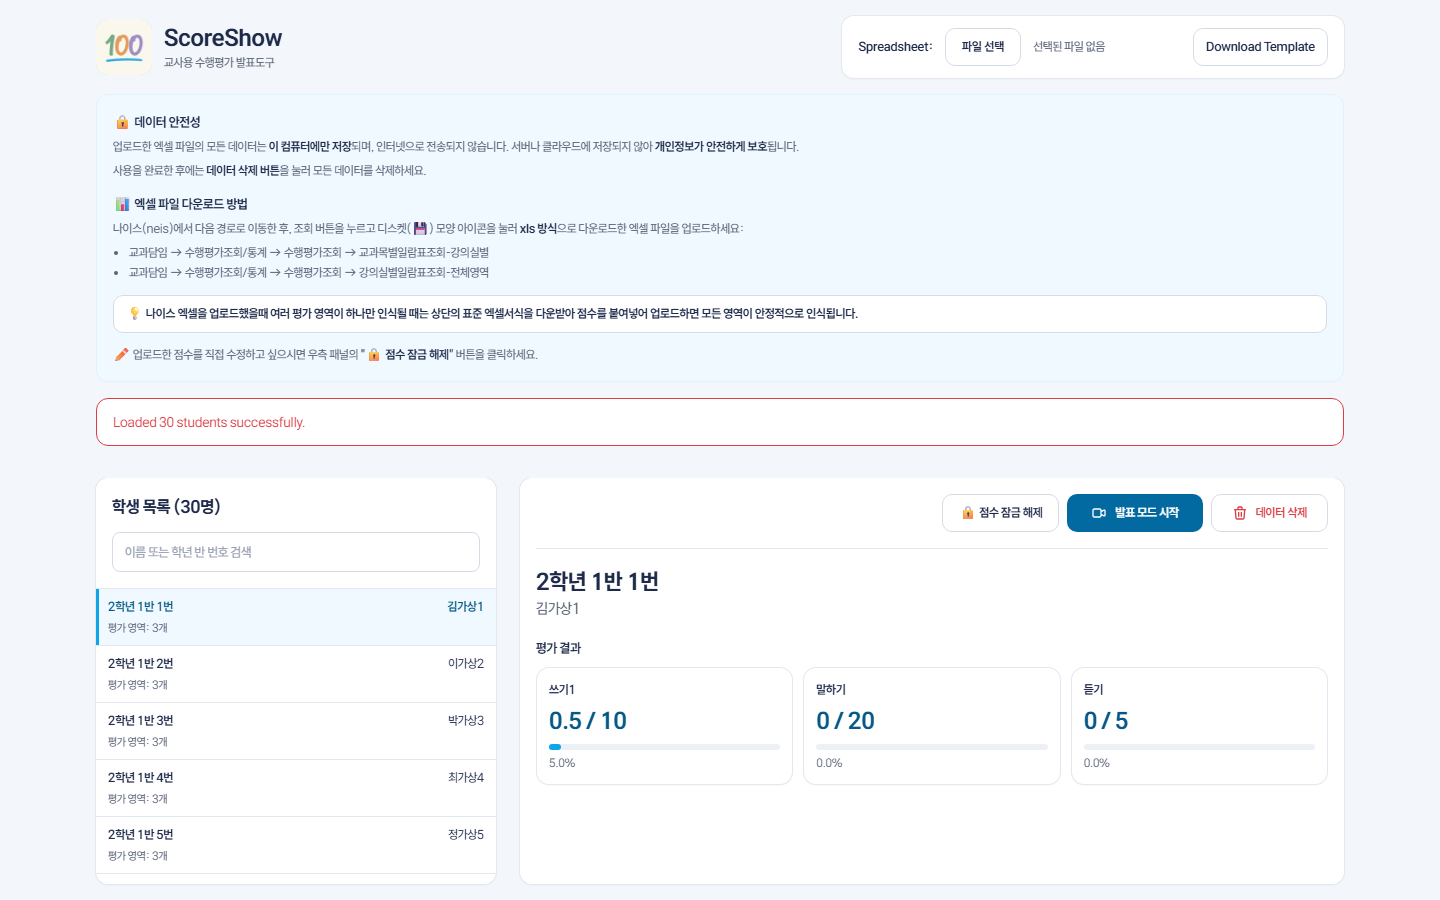 100
ScoreShow
교사용 수행평가 발표도구
Spreadsheet:
파일 선택
선택된 파일 없음
Download Template
🔒 데이터 안전성
업로드한 엑셀 파일의 모든 데이터는 이 컴퓨터에만 저장되며, 인터넷으로 전송되지 않습니다. 서버나 클라우드에 저장되지 않아 개인정보가 안전하게 보호됩니다.
사용을 완료한 후에는 데이터 삭제 버튼을 눌러 모든 데이터를 삭제하세요.
📊 엑셀 파일 다운로드 방법
나이스(neis)에서 다음 경로로 이동한 후, 조회 버튼을 누르고 디스켓( 💾 ) 모양 아이콘을 눌러 xls 방식으로 다운로드한 엑셀 파일을 업로드하세요:
• 교과담임 → 수행평가조회/통계 → 수행평가조회 → 교과목별일람표조회-강의실별
• 교과담임 → 수행평가조회/통계 → 수행평가조회 → 강의실별일람표조회-전체영역
💡 나이스 엑셀을 업로드했을때 여러 평가 영역이 하나만 인식될 때는 상단의 표준 엑셀서식을 다운받아 점수를 붙여넣어 업로드하면 모든 영역이 안정적으로 인식됩니다.
✏️ 업로드한 점수를 직접 수정하고 싶으시면 우측 패널의 " 🔒 점수 잠금 해제" 버튼을 클릭하세요.
Loaded 30 students successfully.
학생 목록 (30명)
이름 또는 학년 반 번호 검색
2학년 1반 1번
김가상1
평가 영역: 3개
2학년 1반 2번
이가상2
평가 영역: 3개
2학년 1반 3번
박가상3
평가 영역: 3개
2학년 1반 4번
최가상4
평가 영역: 3개
2학년 1반 5번
정가상5
평가 영역: 3개
🔒 점수 잠금 해제
발표 모드 시작
데이터 삭제
2학년 1반 1번
김가상1
평가 결과
쓰기1
0.5 / 10
5.0%
말하기
0 / 20
0.0%
듣기
0 / 5
0.0%